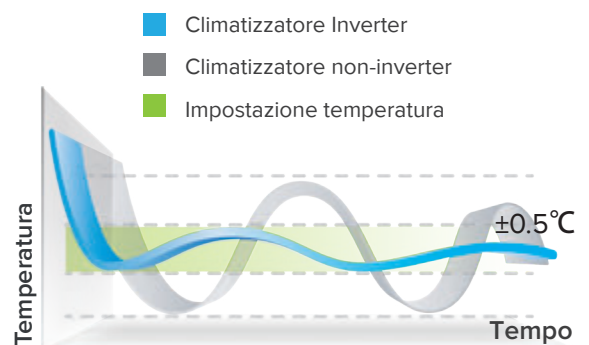 Climatizzatore Inverter
Climatizzatore non-inverter
Impostazione temperatura
Temperatura
±0.5℃
Tempo